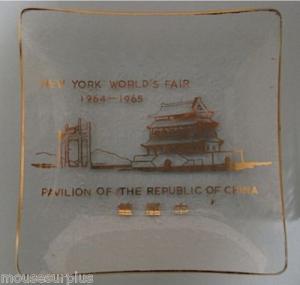 NEW YORK WORLD'S FAIR
1964-1965
PAVILION OF THE REPUBLIC OF CHINA
mousesurplus